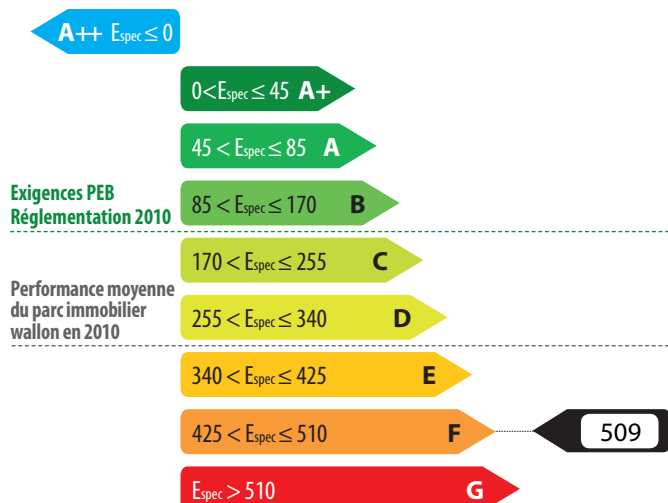 A++ Espec ≤ 0
0<Espec ≤ 45 A+
45 < Espec ≤ 85 A
Exigences PEB
Réglementation 2010
85 < Espec ≤ 170 B
170 < Espec ≤ 255 C
Performance moyenne
du parc immobilier
wallon en 2010
255 < Espec ≤ 340 D
340 < Espec ≤ 425 E
425 < Espec ≤ 510 F
509
Espec > 510 G